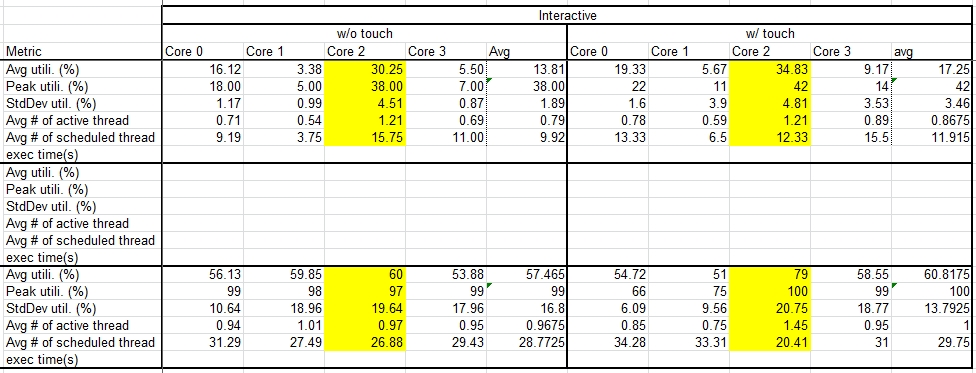 Interactive
w/o touch w/ touch
Metric Core 0 Core 1 Core 2 Core 3 Avg Core 0 Core 1 Core 2 Core 3 avg
Avg utili. (%) 16.12 3.38 30.25 5.50 13.81 19.33 5.67 34.83 9.17 17.25
Peak utili. (%) 18.00 5.00 38.00 7.00 38.00 22 11 42 14 42
StdDev util. (%) 1.17 0.99 4.51 0.87 1.89 1.6 3.9 4.81 3.53 3.46
Avg # of active thread 0.71 0.54 1.21 0.69 0.79 0.78 0.59 1.21 0.89 0.8675
Avg # of scheduled thread 9.19 3.75 15.75 11.00 9.92 13.33 6.5 12.33 15.5 11.915
exec time(s)
Avg utili. (%)
Peak utili. (%)
StdDev util. (%)
Avg # of active thread
Avg # of scheduled thread
exec time(s)
Avg utili. (%) 56.13 59.85 60 53.88 57.465 54.72 51 79 58.55 60.8175
Peak utili. (%) 99 98 97 99 99 66 75 100 99 100
StdDev util. (%) 10.64 18.96 19.64 17.96 16.8 6.09 9.56 20.75 18.77 13.7925
Avg # of active thread 0.94 1.01 0.97 0.95 0.9675 0.85 0.75 1.45 0.95 1
Avg # of scheduled thread 31.29 27.49 26.88 29.43 28.7725 34.28 33.31 20.41 31 29.75
exec time(s)